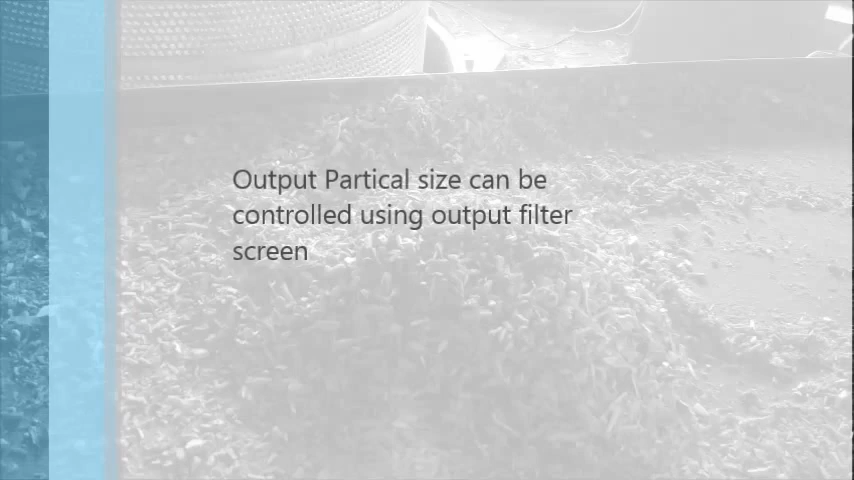 Output Partical size can be
controlled using output filter
screen